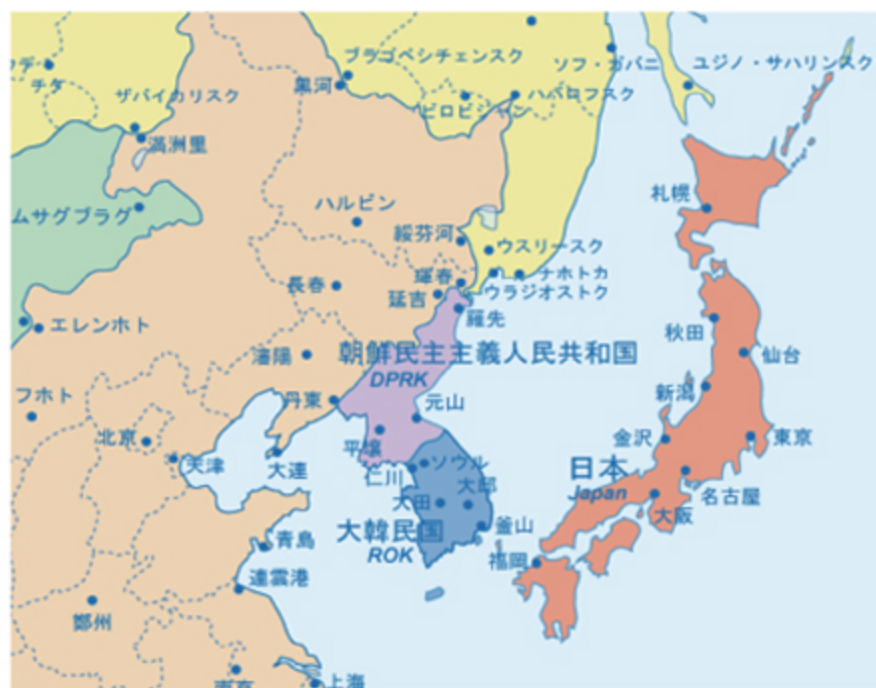 ブラゴベシチェンスク
ソフ・ガバニ
ユジノ・サハリンスク
チタ
ザバイカリスク
黒河
ビロビジャン
ハバロフスク
満洲里
札幌
ムサグブラグ
ハルビン
綏芬河
ウスリースク
ナホトカ
長春
琿春
延吉
ウラジオストク
羅先
エレンホト
秋田
瀋陽
朝鮮民主主義人民共和国
DPRK
仙台
フホト
丹東
元山
新潟
北京
平壌
金沢
東京
天津
大連
仁川
ソウル
日本
Japan
大田
大邱
名古屋
大韓民国
ROK
釜山
大阪
青島
福岡
連雲港
鄭州
上海